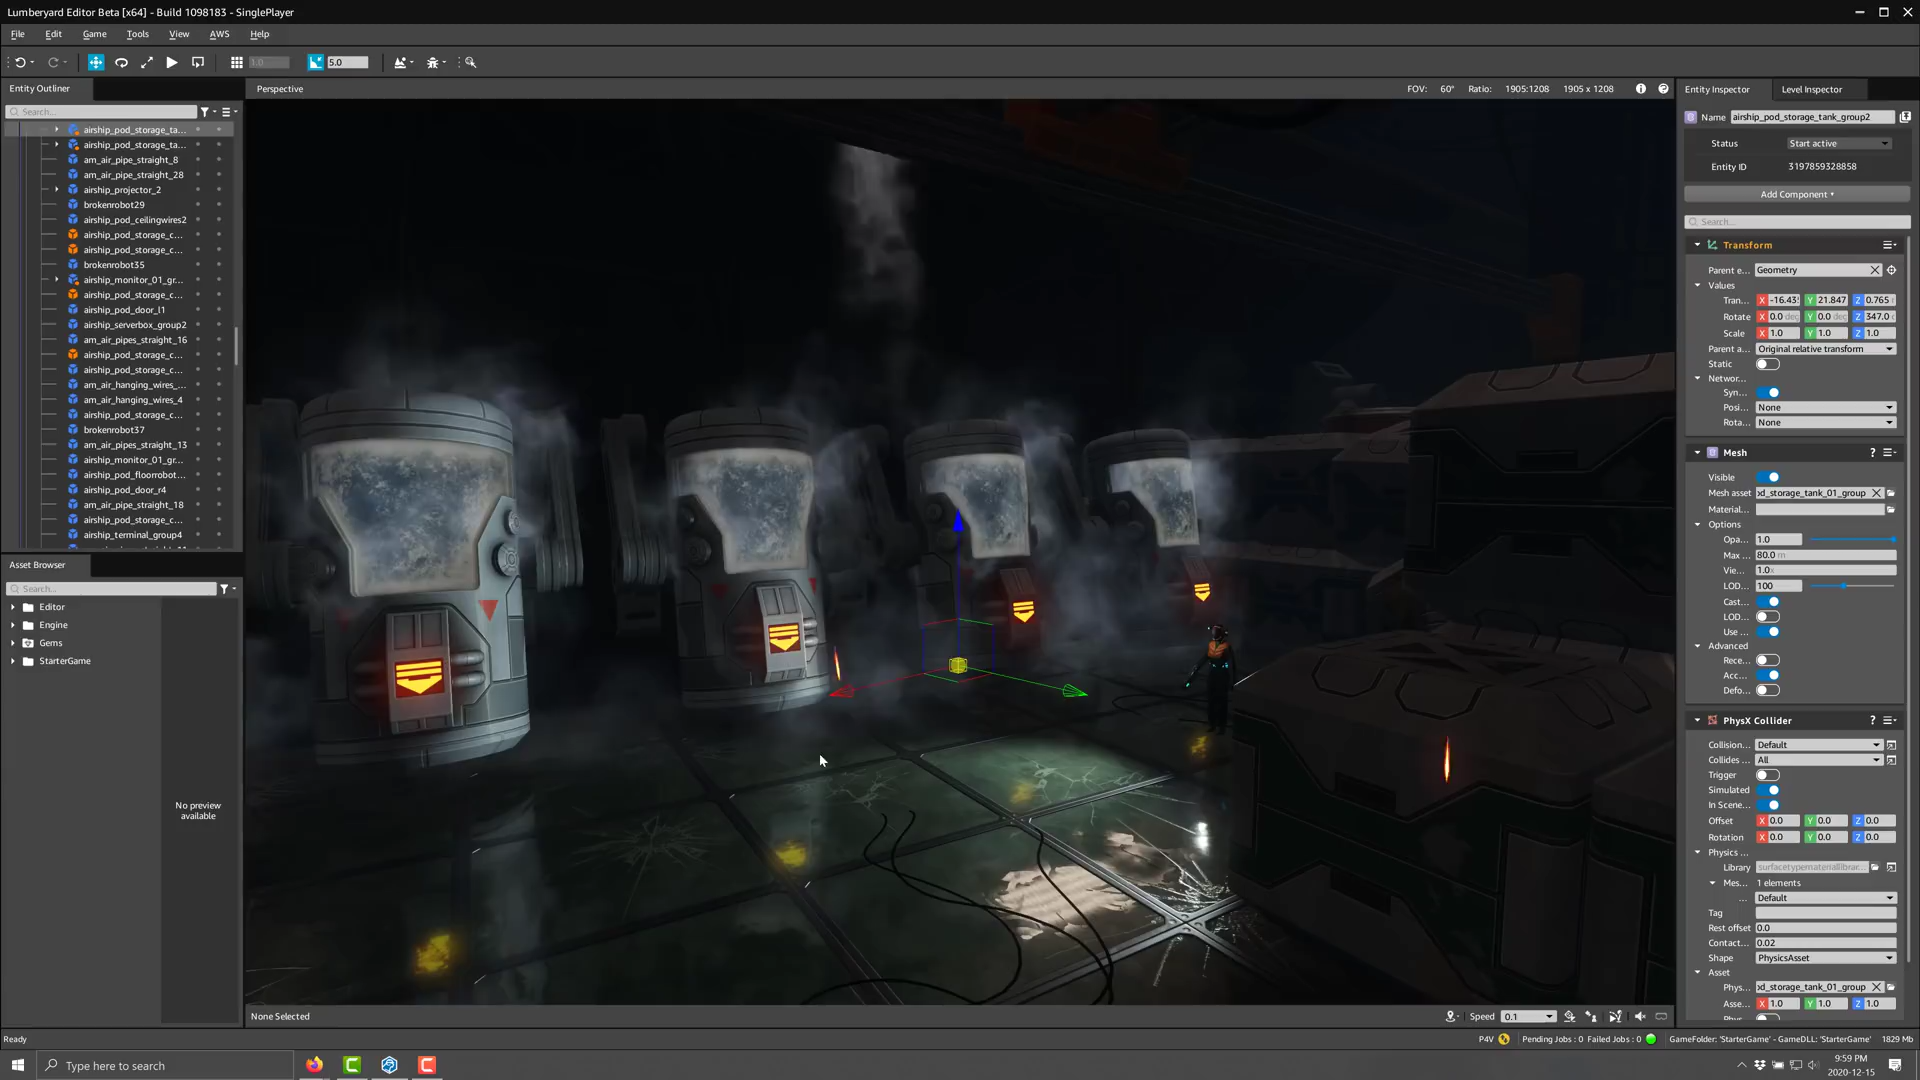 Lumberyard Editor Beta [x64] - Build 1098183 - SinglePlayer
File Edit Game Tools View AWS Help
1.0 5.0
Entity Outliner
Search...
airship_pod_storage_ta...
airship_pod_storage_ta...
am_air_pipe_straight_8
am_air_pipe_straight_28
airship_projector_2
brokenrobot29
airship_pod_ceilingwires2
airship_pod_storage_c...
airship_pod_storage_c...
brokenrobot35
airship_monitor_01_gr...
airship_pod_storage_c...
airship_pod_door_l1
airship_serverbox_group2
am_air_pipes_straight_16
airship_pod_storage_c...
airship_pod_storage_c...
am_air_hanging_wires_...
am_air_hanging_wires_4
airship_pod_storage_c...
brokenrobot37
am_air_pipes_straight_13
airship_monitor_01_gr...
airship_pod_floorrobot...
airship_pod_door_r4
am_air_pipe_straight_18
airship_pod_storage_c...
airship_terminal_group4
Asset Browser
Search...
Editor
Engine
Gems
StarterGame
No preview
available
Perspective
FOV: 60° Ratio: 1905:1208 1905 x 1208
None Selected
Speed 0.1
Entity Inspector Level Inspector
Name airship_pod_storage_tank_group2
Status Start active
Entity ID 3197859328858
Add Component
Search...
Transform
Parent e... Geometry
Values
Tran... X -16.43 Y 21.847 Z 0.765
Rotate X 0.0 deg Y 0.0 deg Z 347.0
Scale X 1.0 Y 1.0 Z 1.0
Parent a... Original relative transform
Static
Networ...
Syn...
Posi... None
Rota... None
Mesh ?
Visible
Mesh asset od_storage_tank_01_group
Material...
Options
Opa... 1.0
Max ... 80.0 m
Vie... 1.0x
LOD... 100
Cast...
LOD...
Use ...
Advanced
Rece...
Acc...
Defo...
PhysX Collider ?
Collision... Default
Collides ... All
Trigger
Simulated
In Scene...
Offset X 0.0 Y 0.0 Z 0.0
Rotation X 0.0 Y 0.0 Z 0.0
Physics ...
Library surfacetypemateriallibrar...
Mes... 1 elements
... Default
Tag
Rest offset 0.0
Contact... 0.02
Shape PhysicsAsset
Asset
Phys... od_storage_tank_01_group
Asse... X 1.0 Y 1.0 Z 1.0
Ready
P4V Pending Jobs : 0 Failed Jobs : 0 GameFolder: 'StarterGame' - GameDLL: 'StarterGame' 1829 Mb
Type here to search
9:59 PM
2020-12-15